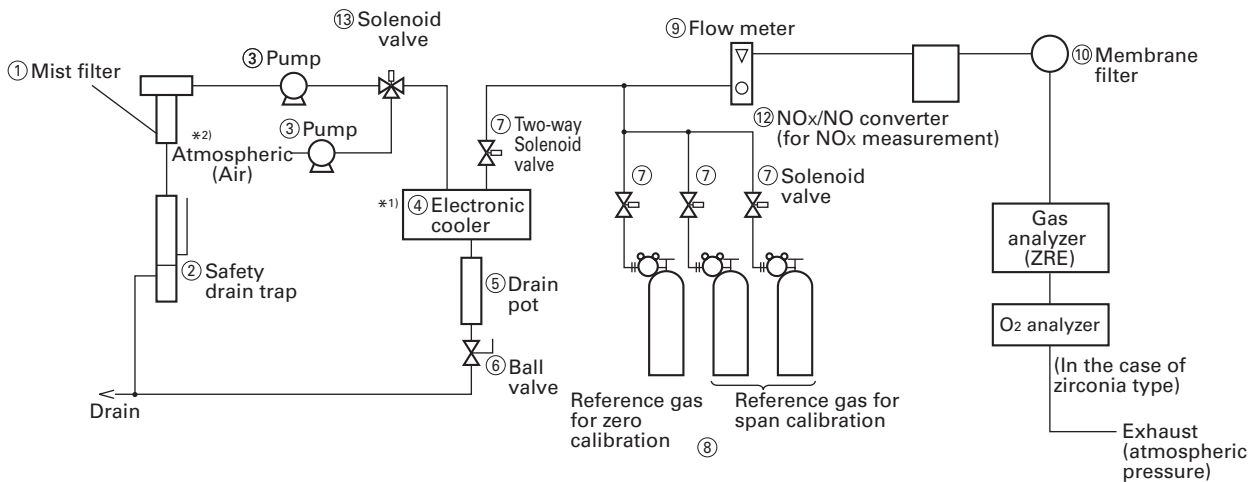 ⑬ Solenoid
valve
⑨ Flow meter
① Mist filter
③ Pump
⑩ Membrane
filter
*2)
Atmospheric
(Air)
③ Pump
⑦ Two-way
Solenoid
valve
⑫ NOx/NO converter
(for NOx measurement)
⑦
⑦
⑦ Solenoid
valve
*1)
④ Electronic
cooler
Gas
analyzer
(ZRE)
② Safety
drain trap
⑤ Drain
pot
O2 analyzer
⑥ Ball
valve
(In the case of
zirconia type)
Drain
Reference gas
for zero
calibration
Reference gas for
span calibration
⑧
Exhaust
(atmospheric
pressure)